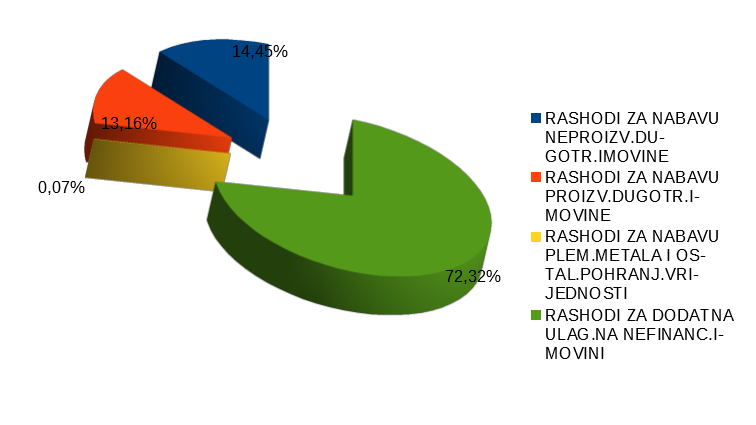 14,45%
13,16%
0,07%
72,32%
RASHODI ZA NABAVU
NEPROIZV.DU-
GOTR.IMOVINE
RASHODI ZA NABAVU
PROIZV.DUGOTR.I-
MOVINE
RASHODI ZA NABAVU
PLEM.METALA I OS-
TAL.POHRANJ.VRI-
JEDNOSTI
RASHODI ZA DODATNA
ULAG.NA NEFINANC.I-
MOVINI